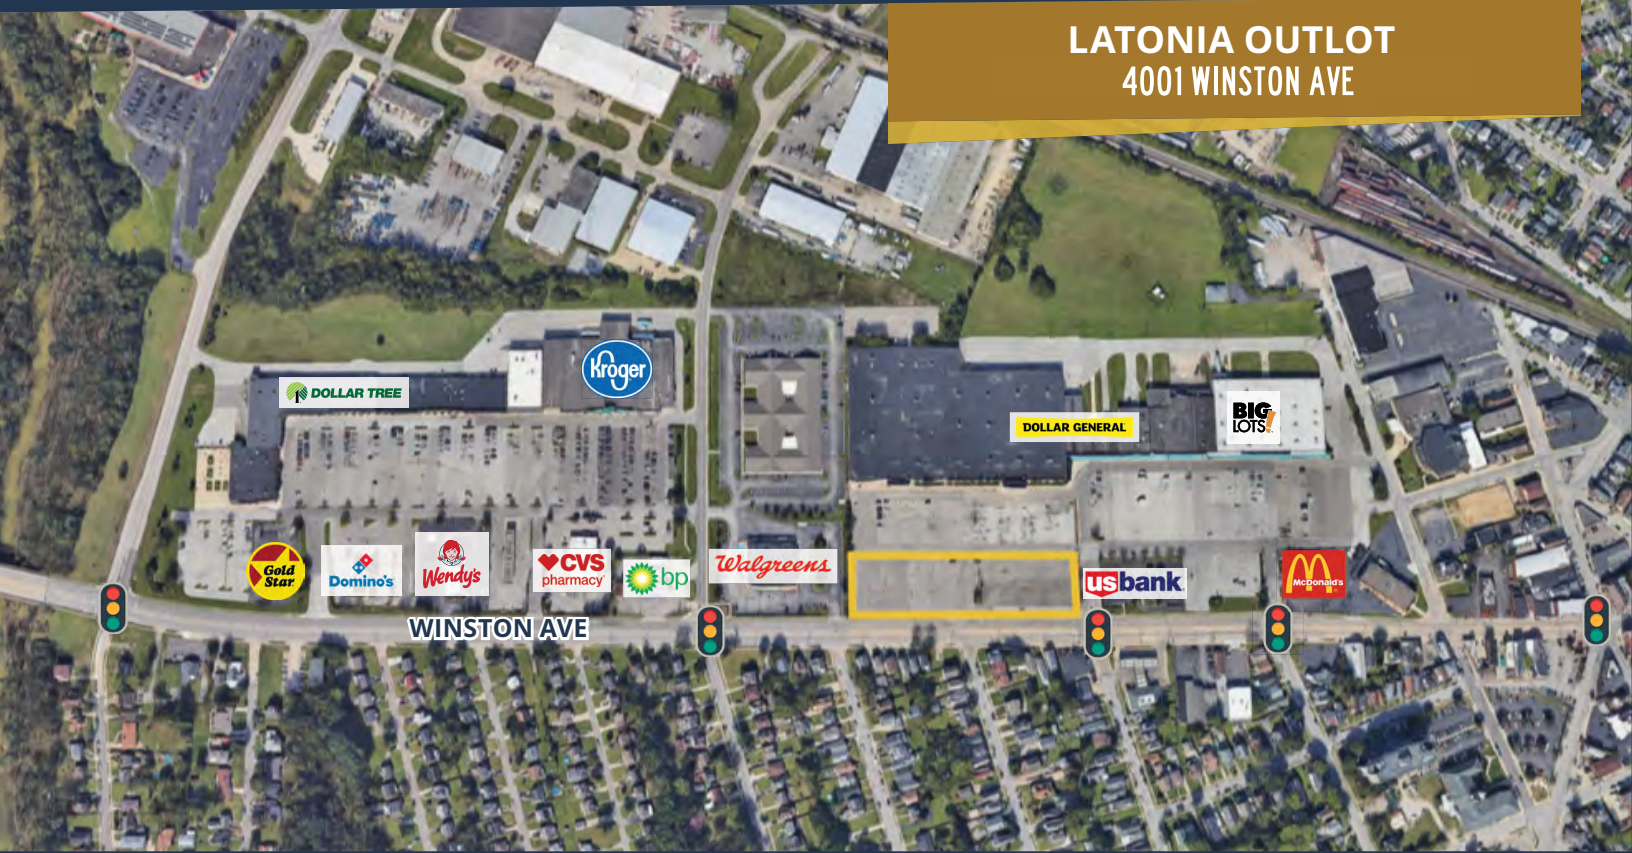 LATONIA OUTLOT
4001 WINSTON AVE
Kroger
DOLLAR TREE
DOLLAR GENERAL
BIG
LOTS!
Gold
Star
Domino's
Wendy's
CVS
pharmacy
bp
Walgreens
usbank
McDonald's
WINSTON AVE